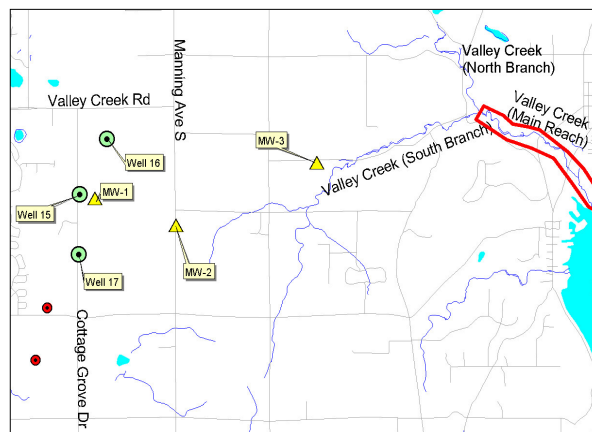 Valley Creek
(North Branch)
Manning Ave S
Valley Creek Rd
Valley Creek
(Main Reach)
Well 16
MW-3
Valley Creek (South Branch)
MW-1
Well 15
MW-2
Well 17
Cottage Grove Dr